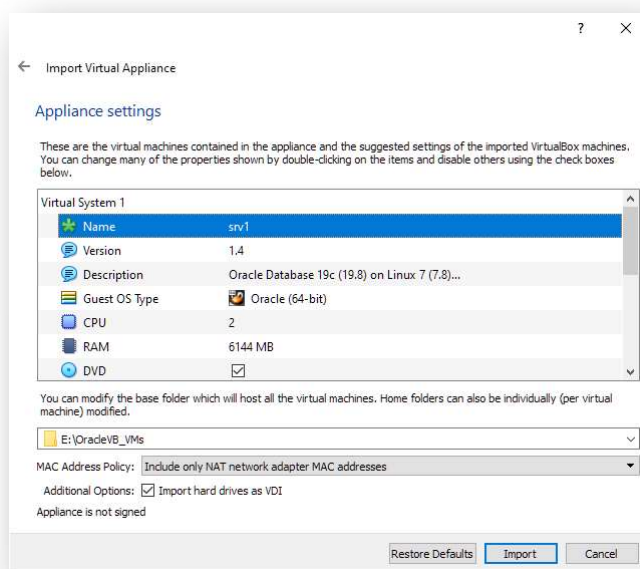 ?
Import Virtual Appliance
Appliance settings
These are the virtual machines contained in the appliance and the suggested settings of the imported VirtualBox machines.
You can change many of the properties shown by double-clicking on the items and disable others using the check boxes
below.
Virtual System 1
Name srv1
Version 1.4
Description Oracle Database 19c (19.8) on Linux 7 (7.8)...
Guest OS Type Oracle (64-bit)
CPU 2
RAM 6144 MB
DVD
You can modify the base folder which will host all the virtual machines. Home folders can also be individually (per virtual
machine) modified.
E:\OracleVB_VMs
MAC Address Policy: Include only NAT network adapter MAC addresses
Additional Options: Import hard drives as VDI
Appliance is not signed
Restore Defaults Import Cancel